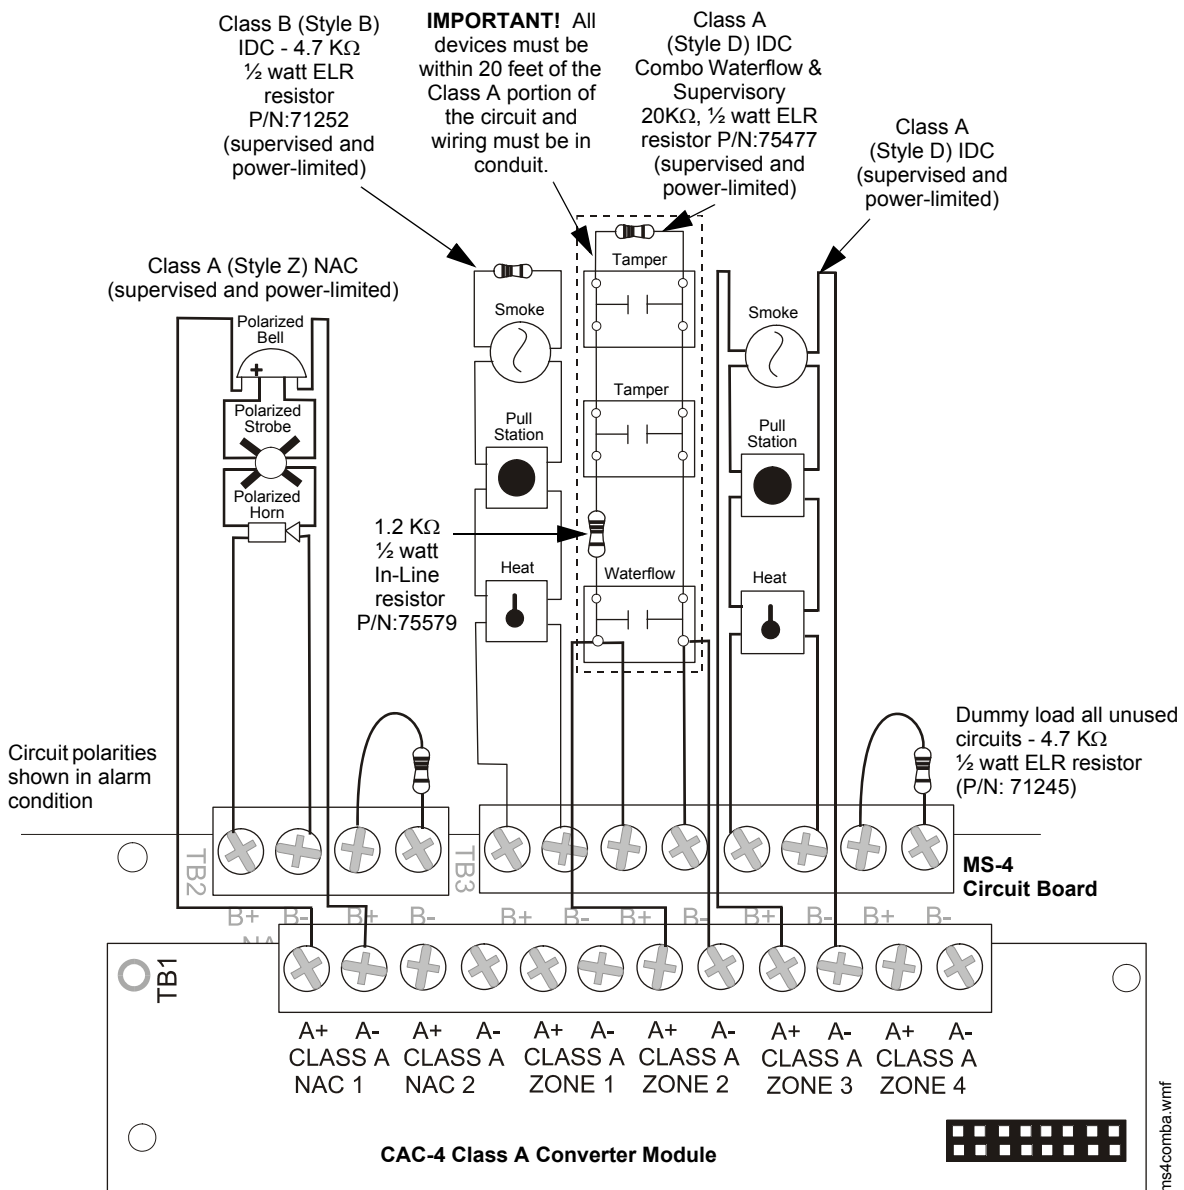 Class B (Style B)
IDC - 4.7 KΩ
½ watt ELR
resistor
P/N:71252
(supervised and
power-limited)
IMPORTANT! All
devices must be
within 20 feet of the
Class A portion of
the circuit and
wiring must be in
conduit.
Class A
(Style D) IDC
Combo Waterflow &
Supervisory
20KΩ, ½ watt ELR
resistor P/N:75477
(supervised and
power-limited)
Class A
(Style D) IDC
(supervised and
power-limited)
Class A (Style Z) NAC
(supervised and power-limited)
Polarized
Bell
+
Polarized
Strobe
Polarized
Horn
Smoke
Pull
Station
Heat
Tamper
Tamper
Waterflow
Smoke
Pull
Station
Heat
1.2 KΩ
½ watt
In-Line
resistor
P/N:75579
Circuit polarities
shown in alarm
condition
Dummy load all unused
circuits - 4.7 KΩ
½ watt ELR resistor
(P/N: 71245)
TB2
TB3
MS-4
Circuit Board
B+ B- B+ B- B+ B- B+ B- B+ B- B+ B-
TB1
A+ A- A+ A- A+ A- A+ A- A+ A- A+ A-
CLASS A CLASS A CLASS A CLASS A CLASS A CLASS A
NAC 1 NAC 2 ZONE 1 ZONE 2 ZONE 3 ZONE 4
CAC-4 Class A Converter Module
ms4comba.wmf